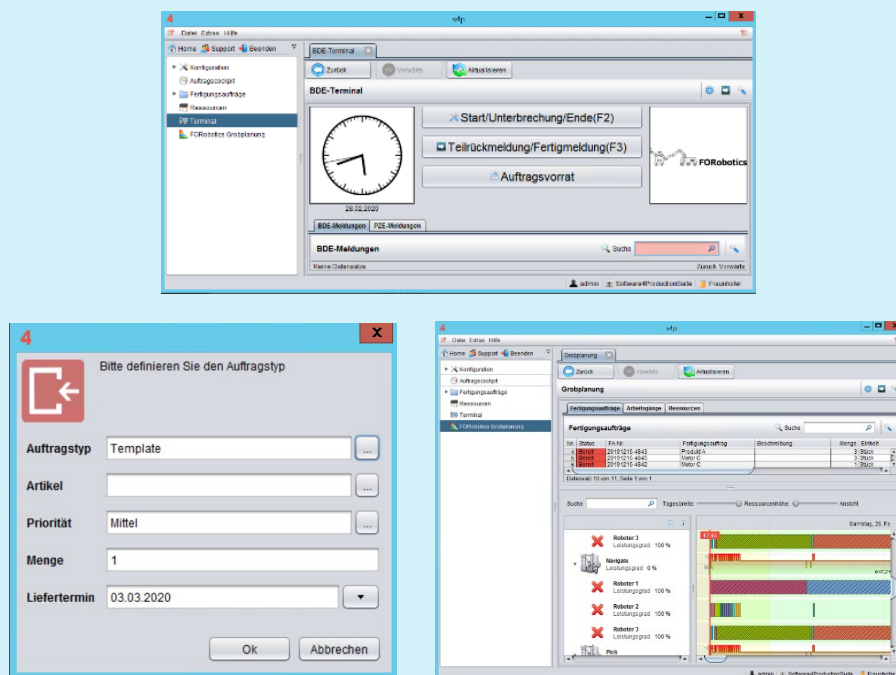 4
sfp
Datei Extras Hilfe
Home Support Beenden
BDE-Terminal
Konfiguration
Auftragscockpit
Fertigungsaufträge
Ressourcen
Terminal
FORobotics Grobplanung
Zurück Vorwärts Aktualisieren
BDE-Terminal
Start/Unterbrechung/Ende(F2)
Teilrückmeldung/Fertigmeldung(F3)
Auftragsvorrat
FORobotics
28.02.2020
BDE-Meldungen PZE-Meldungen
BDE-Meldungen Suche
Keine Datensätze Zurück Vorwärts
admin Software4ProductionSuite Fraunhofer
4
X
Bitte definieren Sie den Auftragstyp
Auftragstyp Template ...
Artikel ...
Priorität Mittel ...
Menge 1
Liefertermin 03.03.2020
Ok Abbrechen
4
sfp
Datei Extras Hilfe
Home Support Beenden
Grobplanung
Konfiguration
Auftragscockpit
Fertigungsaufträge
Ressourcen
Terminal
FORobotics Grobplanung
Zurück Vorwärts Aktualisieren
Grobplanung
Fertigungsaufträge Arbeitsgänge Ressourcen
Fertigungsaufträge Suche
Nr. Status FA-Nr. Fertigungsauftrag Beschreibung Menge Einheit
4 Bereit 20191216-4843 Produkt A 3 Stück
5 Bereit 20191216-4845 Motor C 3 Stück
6 Bereit 20191216-4842 Motor C 1 Stück
Datensatz 10 von 11, Seite 1 von 1
Suche Tagesbreite: Ressourcenhöhe: Ansicht
Samstag, 29. Fe
Roboter 3
Leistungsgrad 100 %
Navigate
Leistungsgrad 0 %
Roboter 1
Leistungsgrad 100 %
Roboter 2
Leistungsgrad 100 %
Roboter 3
Leistungsgrad 100 %
Pick
admin Software4ProductionSuite Fraunhofer